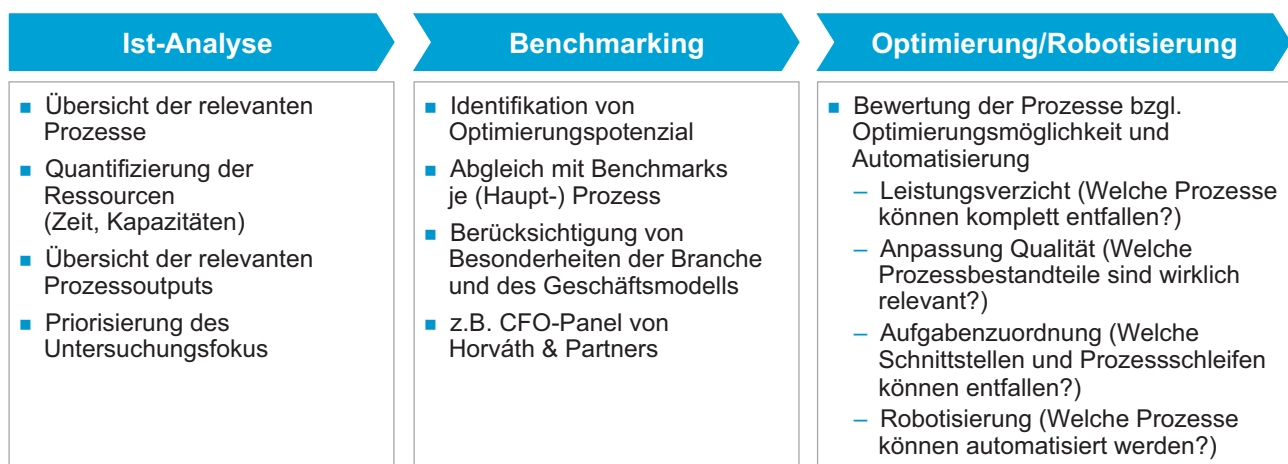 Ist-Analyse
Übersicht der relevanten
Prozesse
Quantifizierung der
Ressourcen
(Zeit, Kapazitäten)
Übersicht der relevanten
Prozessoutputs
Priorisierung des
Untersuchungsfokus
Benchmarking
Identifikation von
Optimierungspotenzial
Abgleich mit Benchmarks
je (Haupt-) Prozess
Berücksichtigung von
Besonderheiten der Branche
und des Geschäftsmodells
z.B. CFO-Panel von
Horváth & Partners
Optimierung/Robotisierung
Bewertung der Prozesse bzgl.
Optimierungsmöglichkeit und
Automatisierung
– Leistungsverzicht (Welche Prozesse
können komplett entfallen?)
– Anpassung Qualität (Welche
Prozessbestandteile sind wirklich
relevant?)
– Aufgabenzuordnung (Welche
Schnittstellen und Prozessschleifen
können entfallen?)
– Robotisierung (Welche Prozesse
können automatisiert werden?)